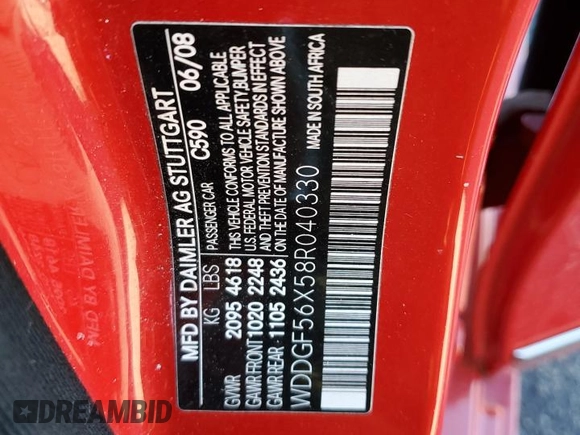 MFD BY DAIMLER AG STUTTGART
C590 06/08
PASSENGER CAR
KG LBS
GVWR 2095 4618
GAWR FRONT 1020 2248
GAWR REAR 1105 2436
THIS VEHICLE CONFORMS TO ALL APPLICABLE
U.S. FEDERAL MOTOR VEHICLE SAFETY, BUMPER
AND THEFT PREVENTION STANDARDS IN EFFECT
ON THE DATE OF MANUFACTURE SHOWN ABOVE
WDDGF56X58R040330
MADE IN SOUTH AFRICA
DREAMBID